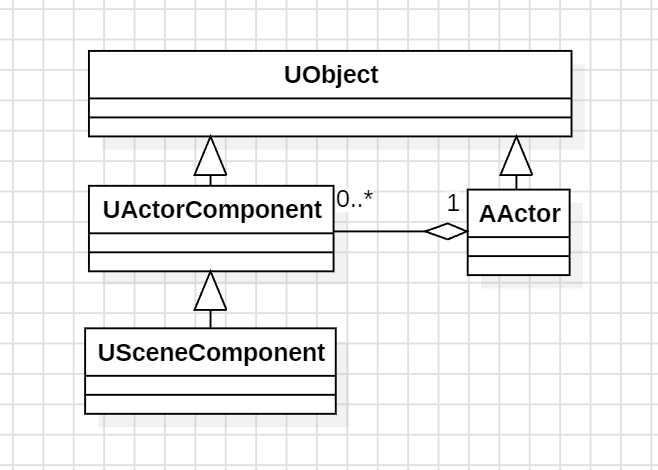 UObject
UActorComponent
0..*
1
AActor
USceneComponent